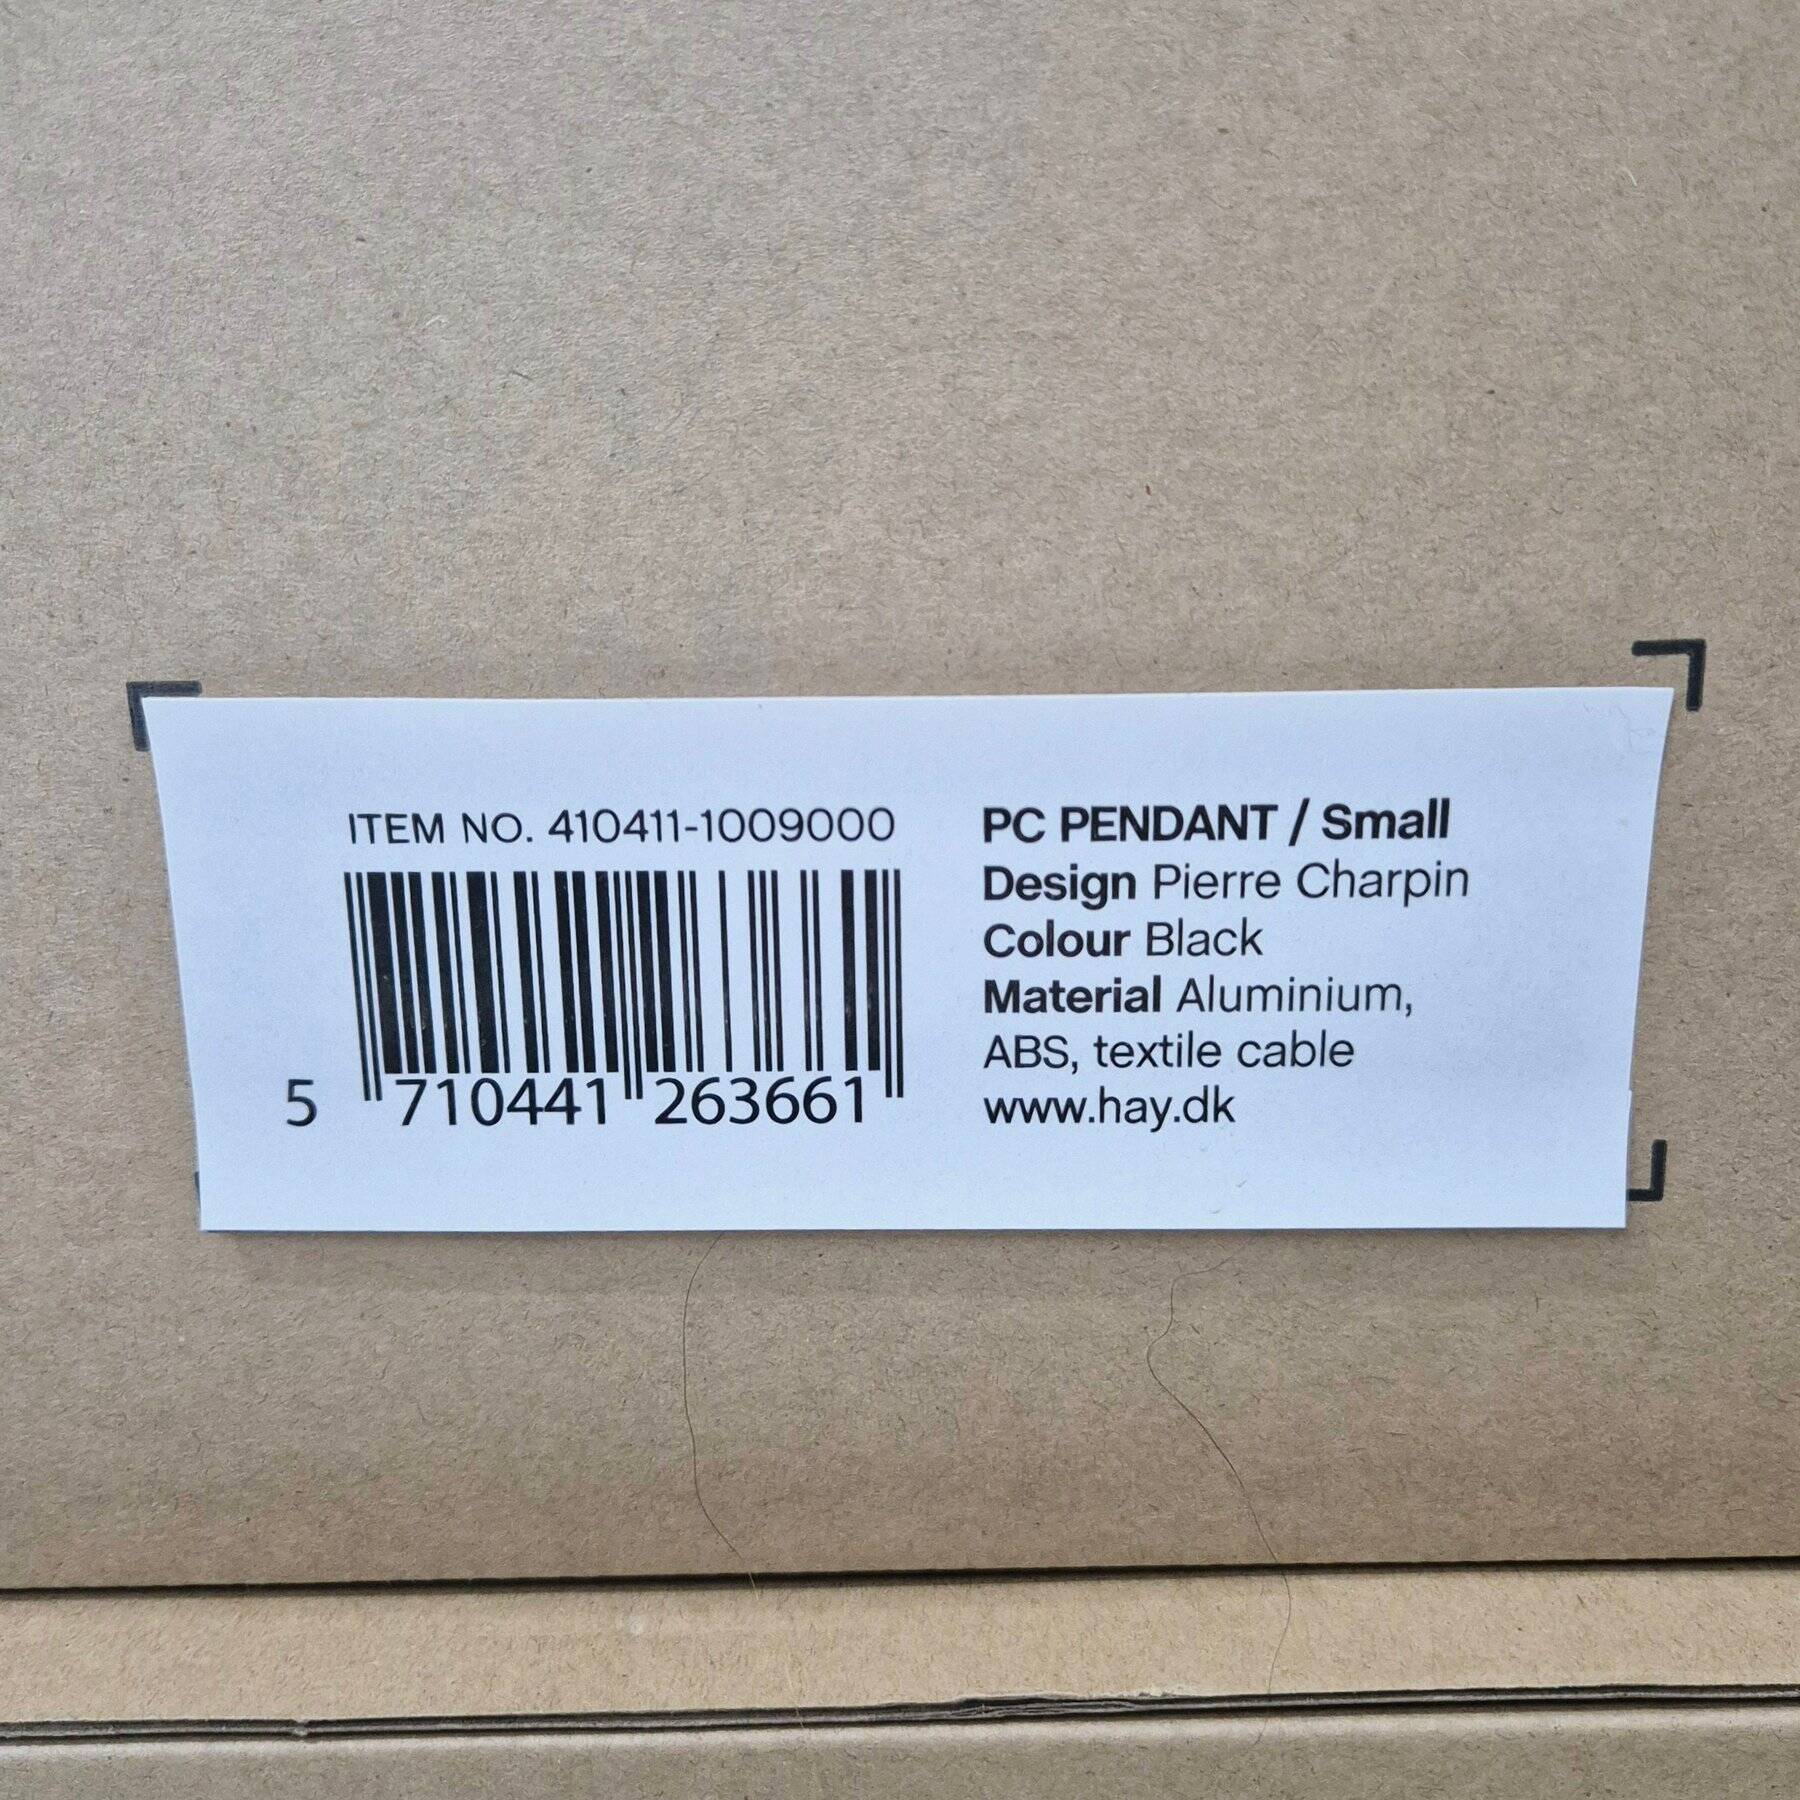 ITEM NO. 410411-1009000
5 710441 263661
PC PENDANT / Small
Design Pierre Charpin
Colour Black
Material Aluminium,
ABS, textile cable
www.hay.dk